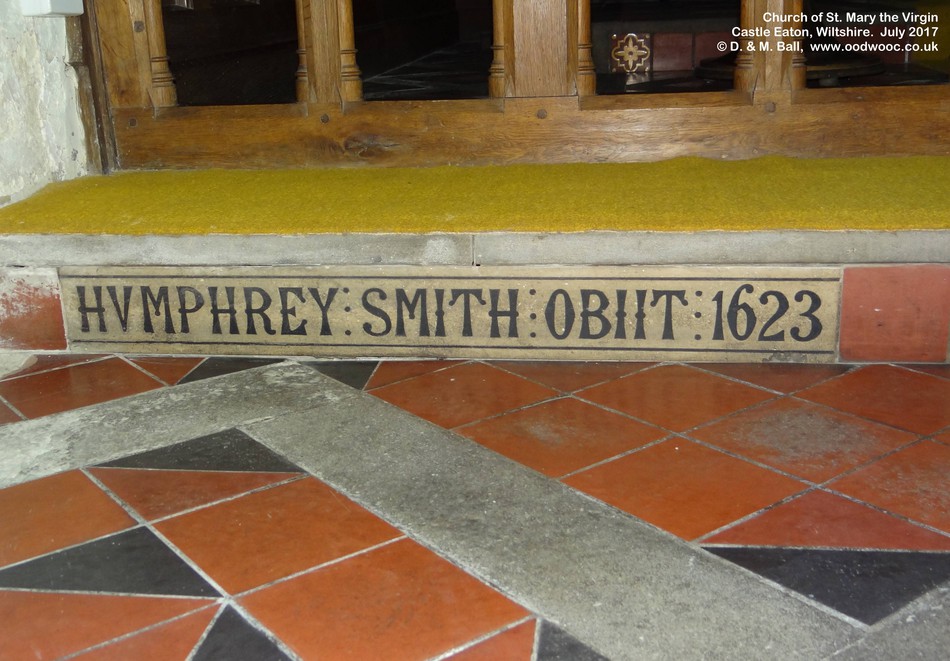 Church of St. Mary the Virgin
Castle Eaton, Wiltshire. July 2017
© D. & M. Ball, www.oodwooc.co.uk
HVMPHREY : SMITH : OBIIT : 1623